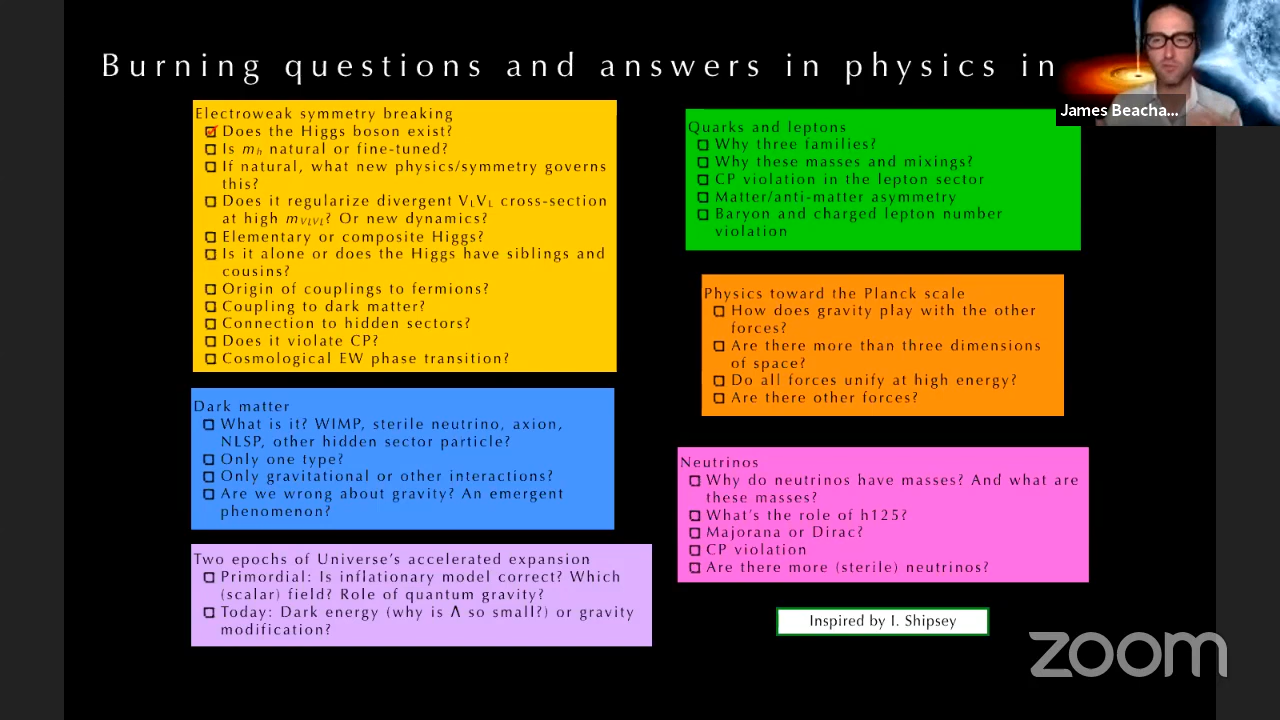 Burning questions and answers in physics in
James Beacha...
Electroweak symmetry breaking
Does the Higgs boson exist?
Is mₕ natural or fine-tuned?
If natural, what new physics/symmetry governs
this?
Does it regularize divergent VLVL cross-section
at high mVLVL? Or new dynamics?
Elementary or composite Higgs?
Is it alone or does the Higgs have siblings and
cousins?
Origin of couplings to fermions?
Coupling to dark matter?
Connection to hidden sectors?
Does it violate CP?
Cosmological EW phase transition?
Dark matter
What is it? WIMP, sterile neutrino, axion,
NLSP, other hidden sector particle?
Only one type?
Only gravitational or other interactions?
Are we wrong about gravity? An emergent
phenomenon?
Two epochs of Universe's accelerated expansion
Primordial: Is inflationary model correct? Which
(scalar) field? Role of quantum gravity?
Today: Dark energy (why is Λ so small?) or gravity
modification?
Quarks and leptons
Why three families?
Why these masses and mixings?
CP violation in the lepton sector
Matter/anti-matter asymmetry
Baryon and charged lepton number
violation
Physics toward the Planck scale
How does gravity play with the other
forces?
Are there more than three dimensions
of space?
Do all forces unify at high energy?
Are there other forces?
Neutrinos
Why do neutrinos have masses? And what are
these masses?
What's the role of h125?
Majorana or Dirac?
CP violation
Are there more (sterile) neutrinos?
Inspired by I. Shipsey
zoom